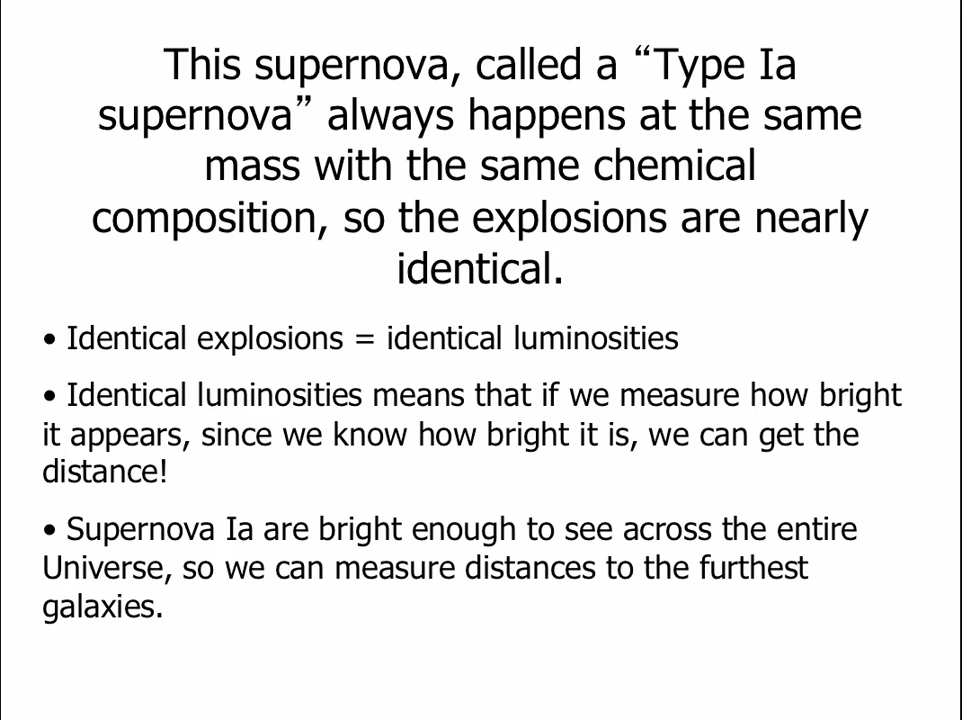 This supernova, called a “Type Ia
supernova” always happens at the same
mass with the same chemical
composition, so the explosions are nearly
identical.
• Identical explosions = identical luminosities
• Identical luminosities means that if we measure how bright
it appears, since we know how bright it is, we can get the
distance!
• Supernova Ia are bright enough to see across the entire
Universe, so we can measure distances to the furthest
galaxies.